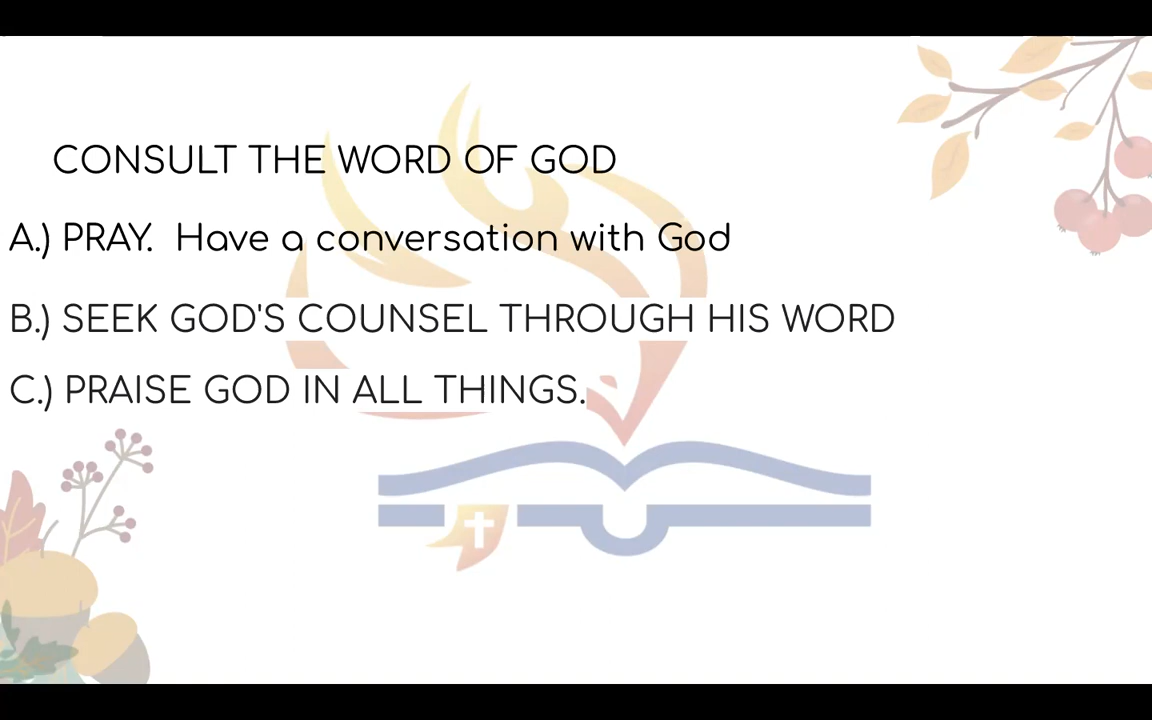 CONSULT THE WORD OF GOD
A.) PRAY. Have a conversation with God
B.) SEEK GOD'S COUNSEL THROUGH HIS WORD
C.) PRAISE GOD IN ALL THINGS.